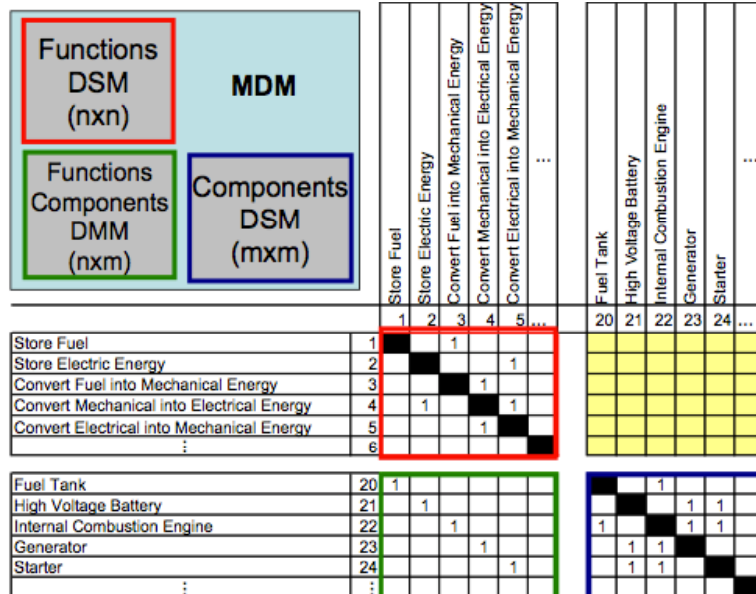 Functions
DSM
(nxn)
MDM
Functions
Components
DMM
(nxm)
Components
DSM
(mxm)
Store Fuel
Store Electric Energy
Convert Fuel into Mechanical Energy
Convert Mechanical into Electrical Energy
Convert Electrical into Mechanical Energy
...
Fuel Tank
High Voltage Battery
Internal Combustion Engine
Generator
Starter
...
1 2 3 4 5 ... 20 21 22 23 24 ...
Store Fuel 1 1
Store Electric Energy 2 1
Convert Fuel into Mechanical Energy 3 1
Convert Mechanical into Electrical Energy 4 1 1
Convert Electrical into Mechanical Energy 5 1
⋮ 6
Fuel Tank 20 1 1
High Voltage Battery 21 1 1 1
Internal Combustion Engine 22 1 1 1 1
Generator 23 1 1 1
Starter 24 1 1 1
⋮ ⋮